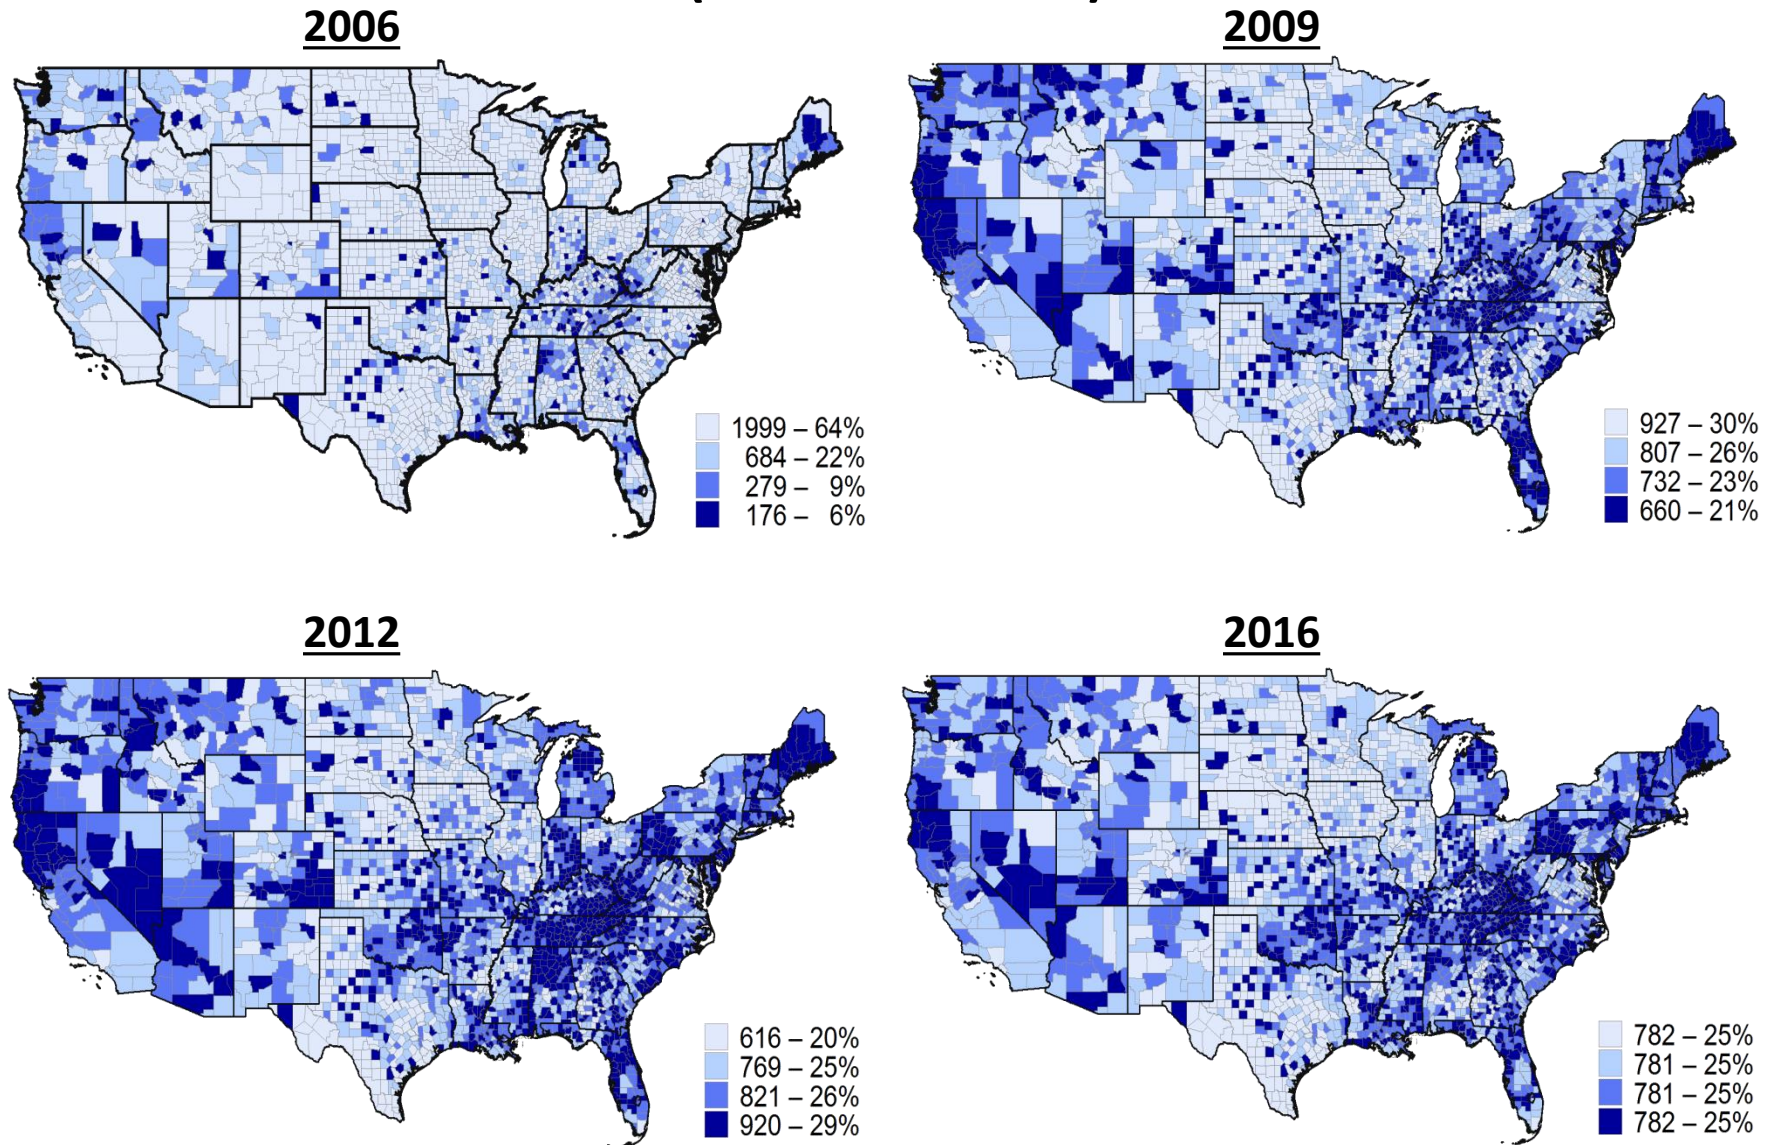 2006
2009
1999 – 64%
684 – 22%
279 – 9%
176 – 6%
927 – 30%
807 – 26%
732 – 23%
660 – 21%
2012
2016
616 – 20%
769 – 25%
821 – 26%
920 – 29%
782 – 25%
781 – 25%
781 – 25%
782 – 25%